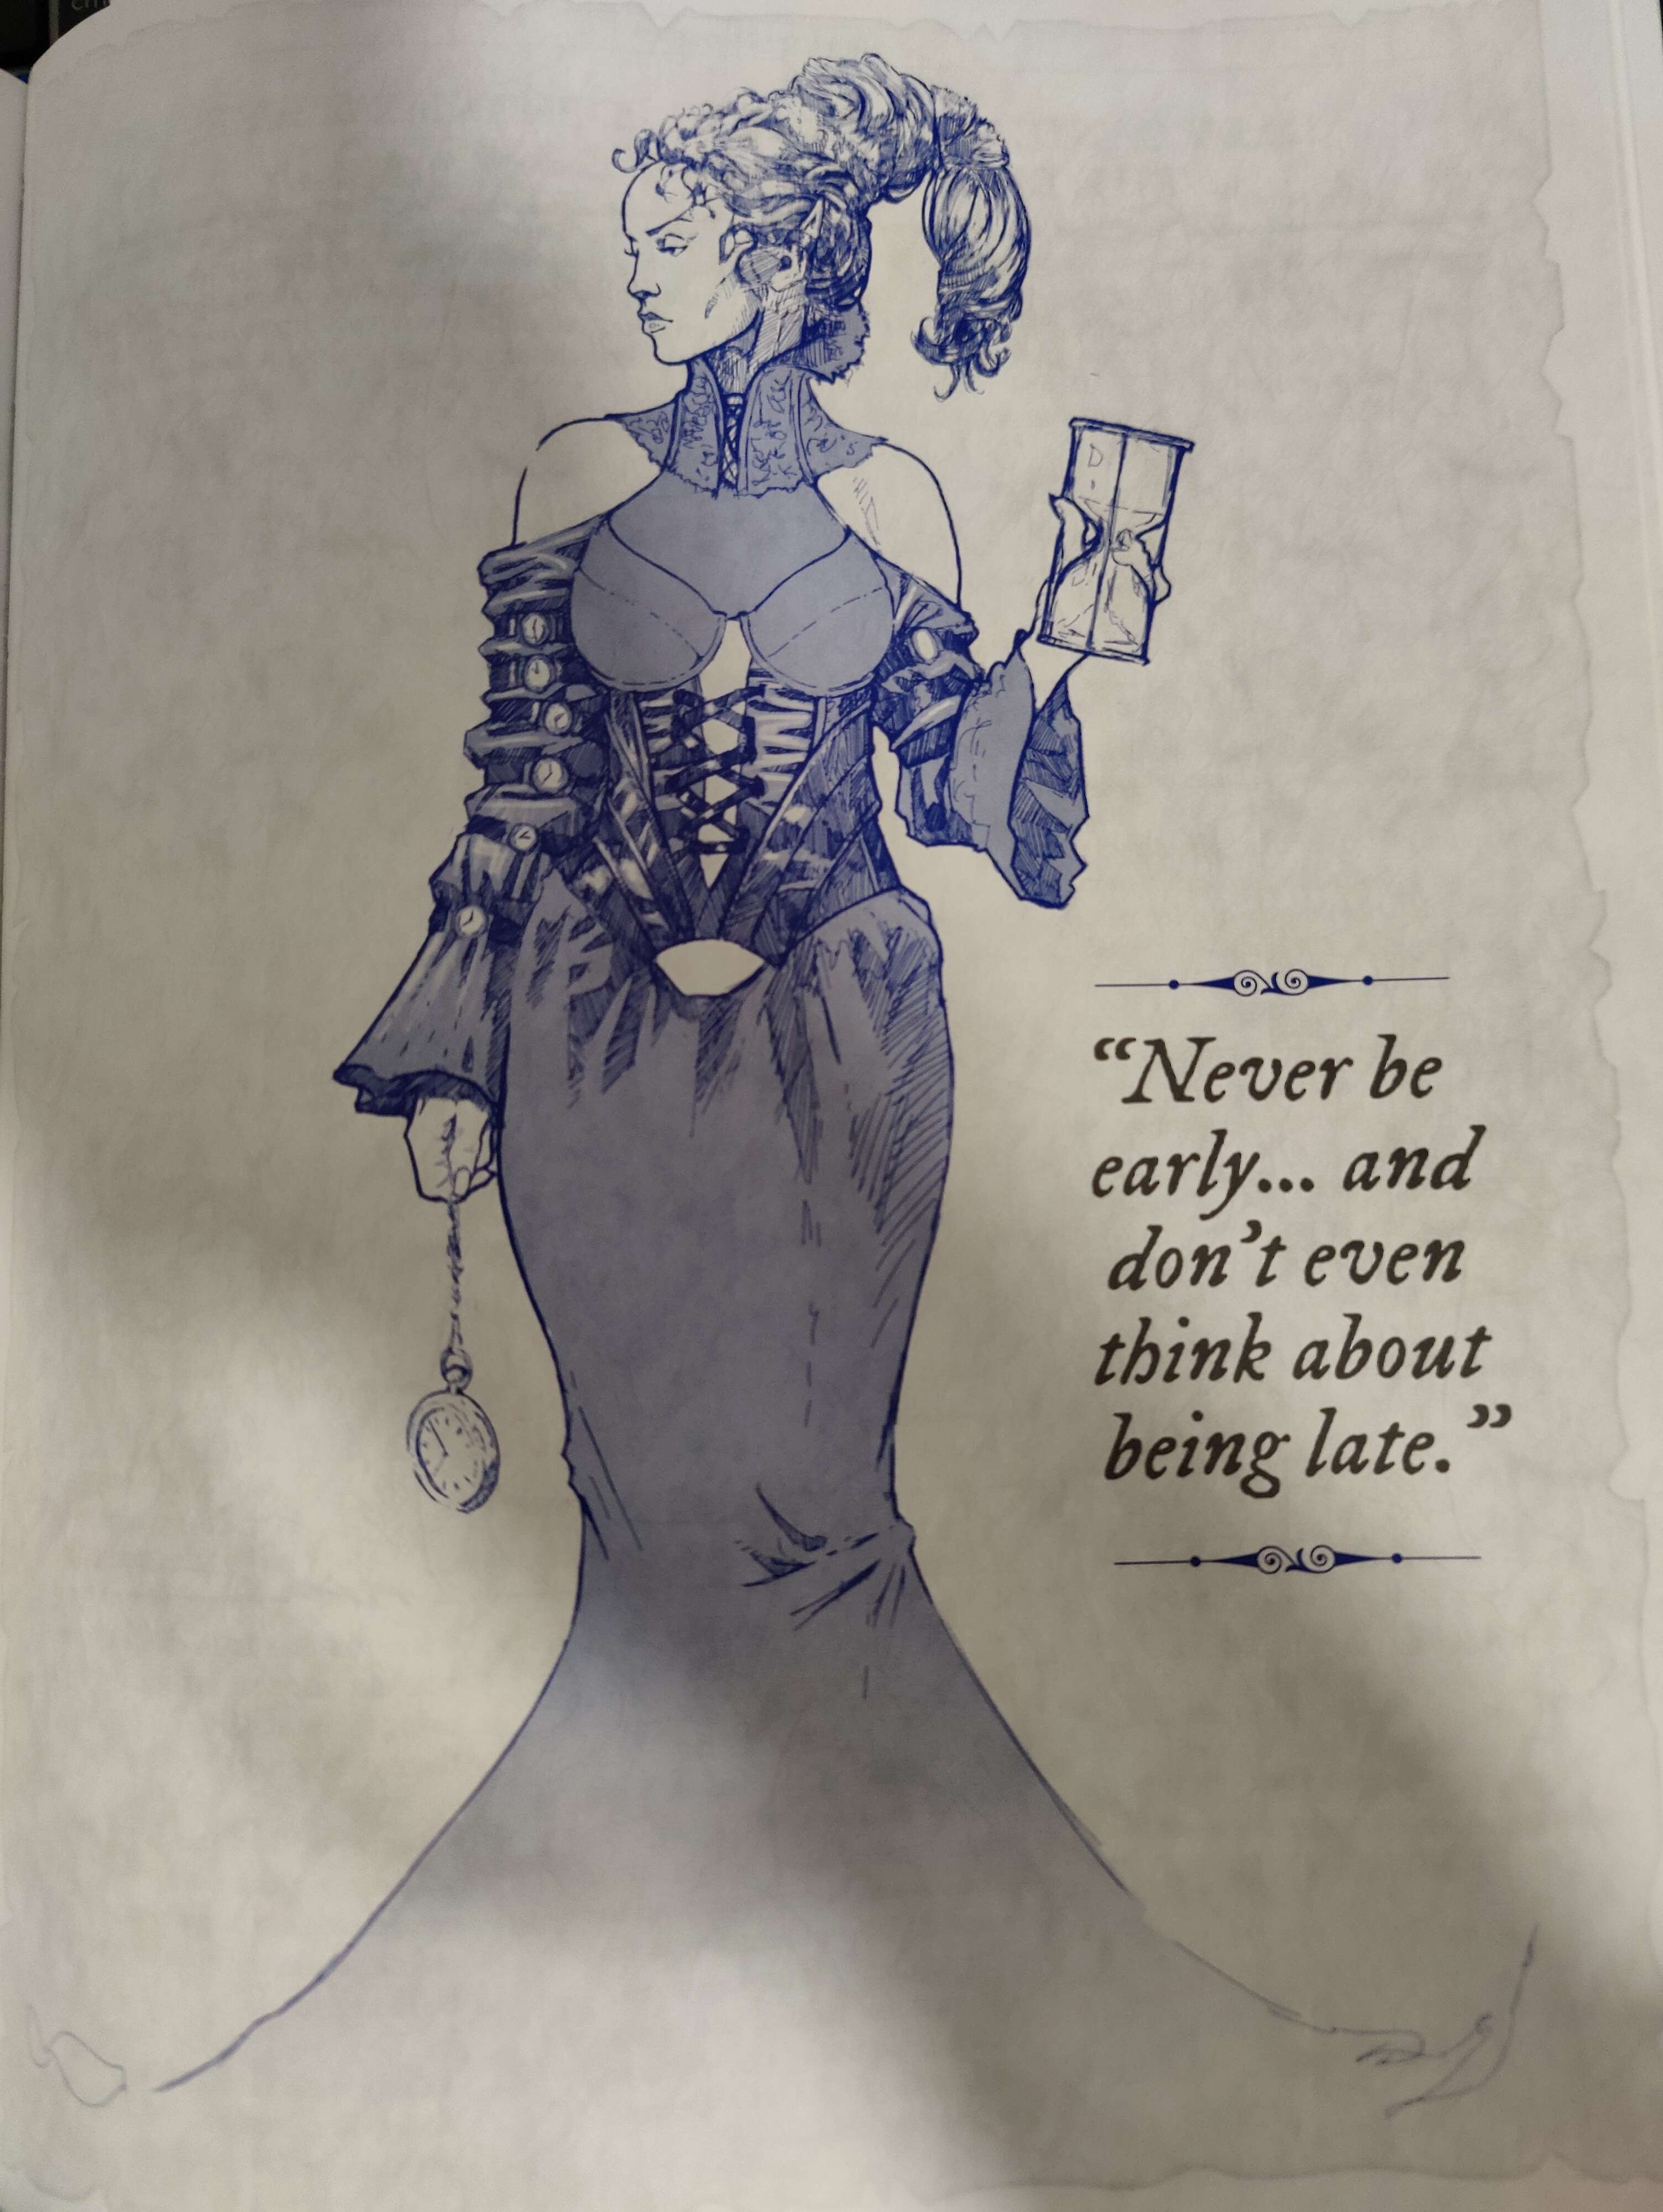 “Never be
early... and
don’t even
think about
being late.”